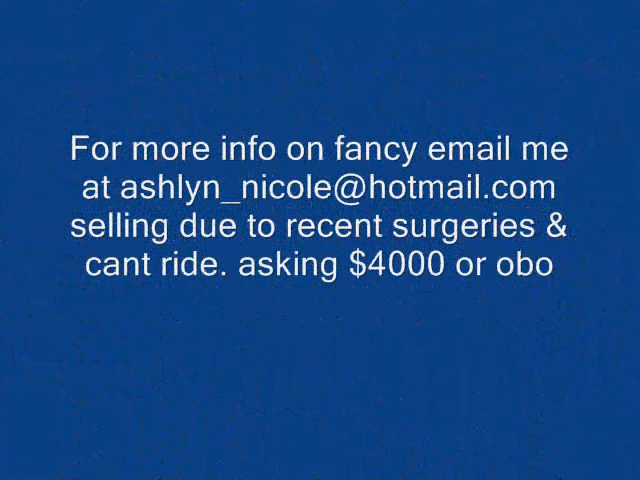 For more info on fancy email me
at ashlyn_nicole@hotmail.com
selling due to recent surgeries &
cant ride. asking $4000 or obo